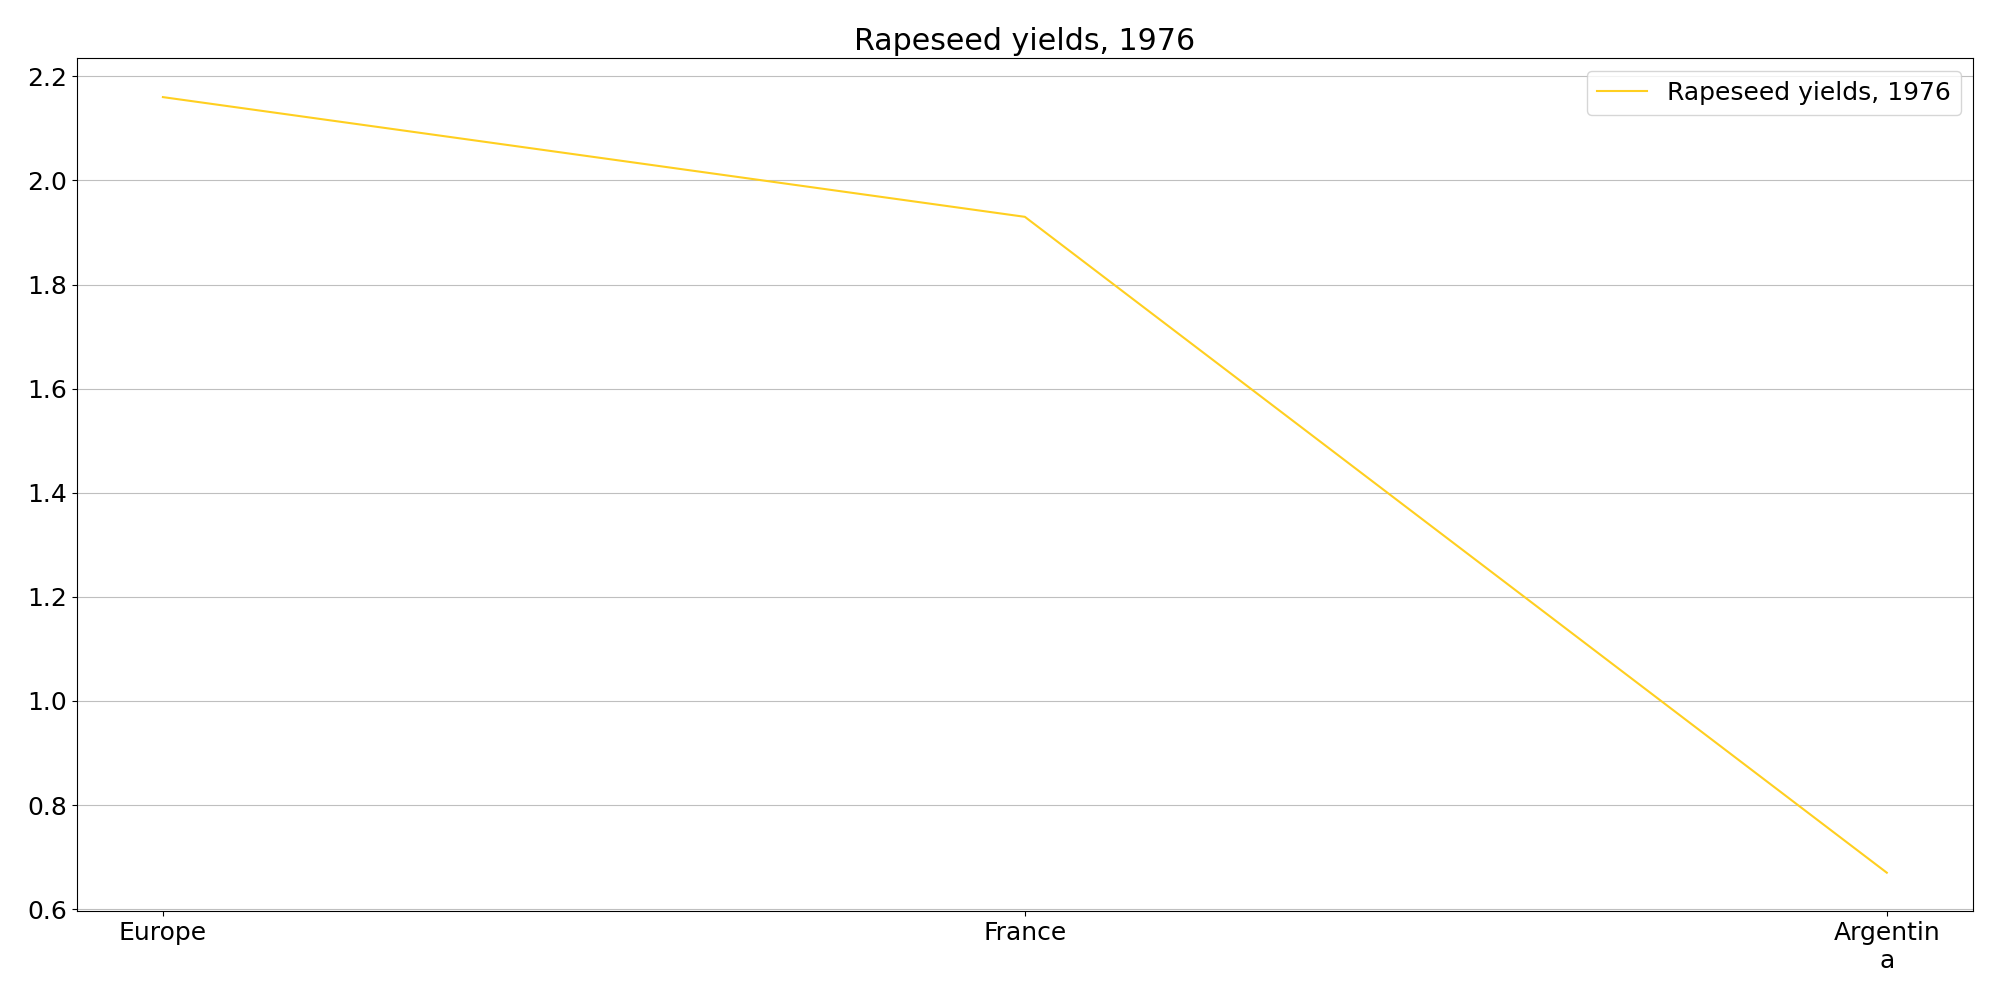 Rapeseed yields, 1976
Rapeseed yields, 1976
2.2
2.0
1.8
1.6
1.4
1.2
1.0
0.8
0.6
Europe
France
Argentin
a